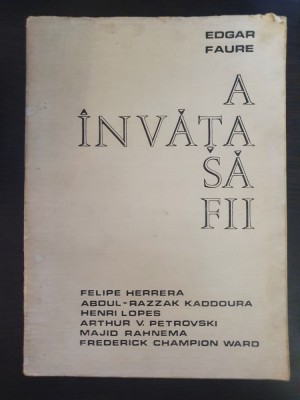 EDGAR
FAURE
A
ÎNVĂȚA
SĂ
FII
FELIPE HERRERA
ABDUL-RAZZAK KADDOURA
HENRI LOPES
ARTHUR V. PETROVSKI
MAJID RAHNEMA
FREDERICK CHAMPION WARD